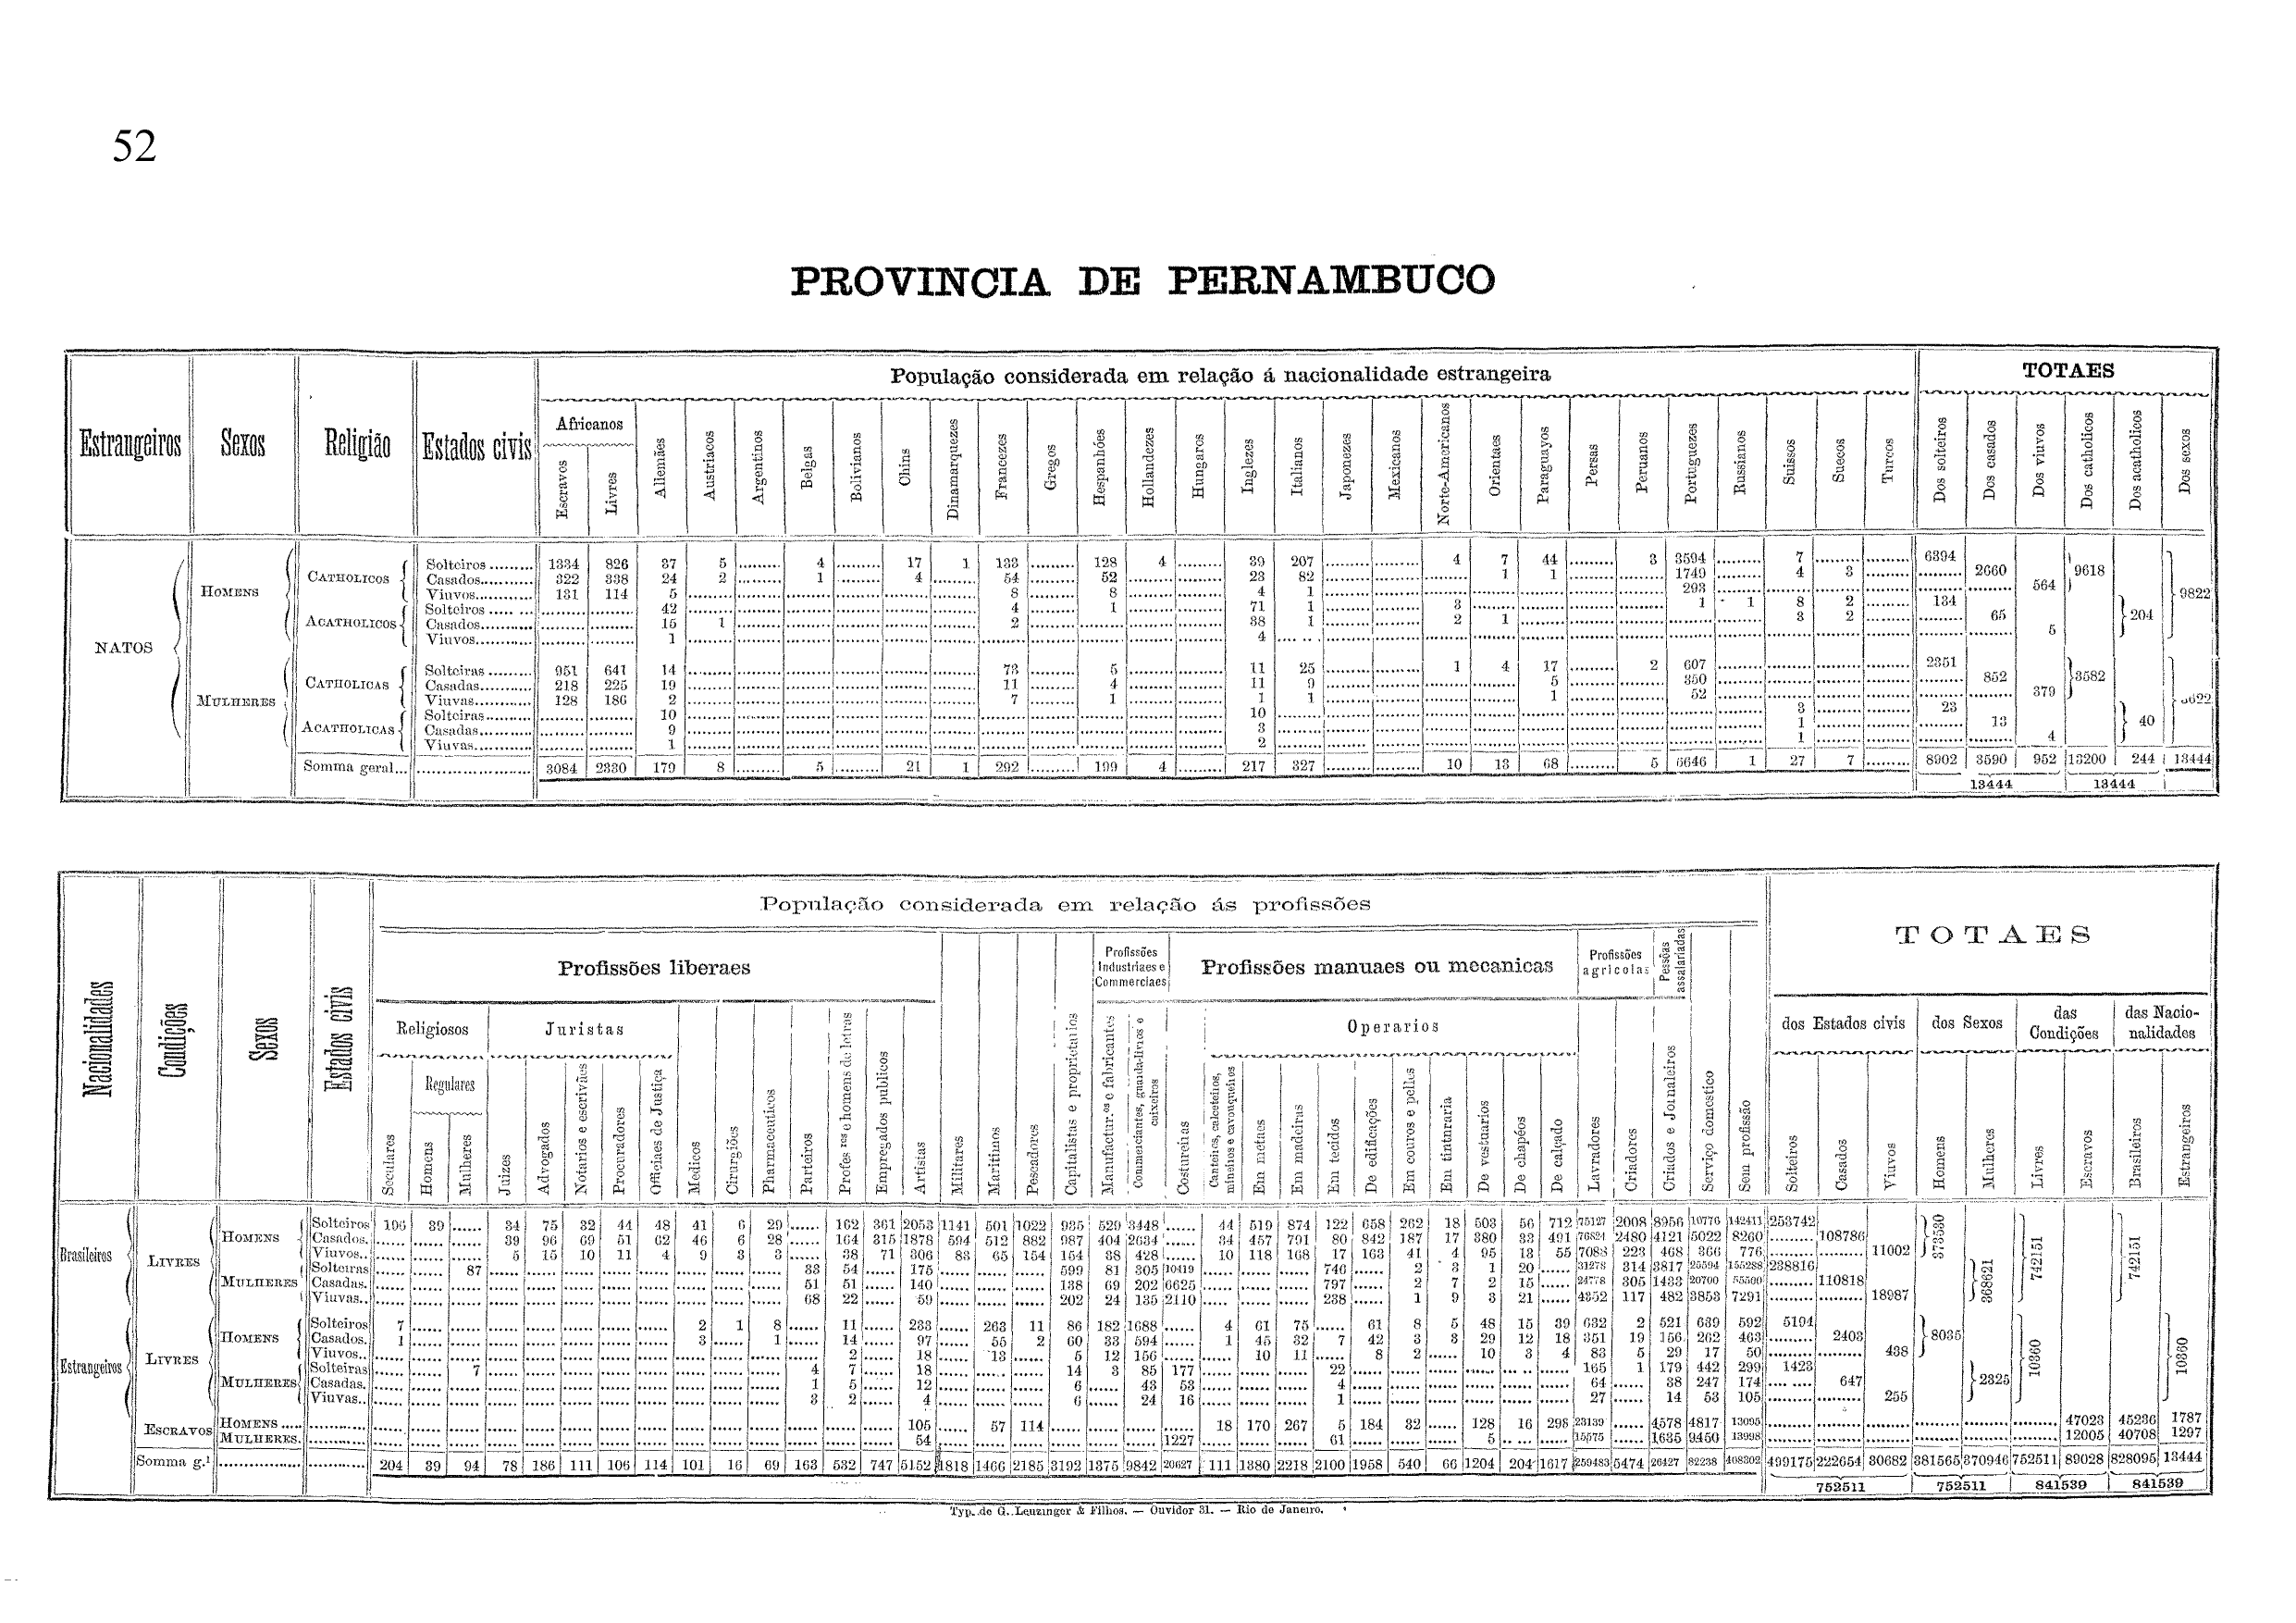 52
PROVINCIA DE PERNAMBUCO
Estrangeiros Sexos Religião Estados civis População considerada em relação á nacionalidade estrangeira TOTAES
Africanos
Escravos Livres Allemães Austriacos Argentinos Belgas Bolivianos Chins Dinamarquezes Francezes Gregos Hespanhóes Hollandezes Hungaros Inglezes Italianos Japonezes Mexicanos Norte-Americanos Orientaes Paraguayos Persas Peruanos Portuguezes Russianos Suissos Suecos Turcos Dos solteiros Dos casados Dos viuvos Dos catholicos Dos acatholicos Dos sexos
NATOS
HOMENS
CATHOLICOS
Solteiros 1334 826 37 5 4 17 1 133 128 4 39 207 4 7 44 3 3594 7 6394
Casados 322 338 24 2 1 4 54 52 23 82 1 1 1749 4 3 2660 9618
Viuvos 131 114 5 8 8 4 1 293 564
9822
ACATHOLICOS
Solteiros 42 4 1 71 1 3 1 1 8 2 134
Casados 15 1 2 38 1 2 1 3 2 65 204
Viuvos 1 4 5
MULHERES
CATHOLICAS
Solteiras 951 641 14 73 5 11 25 1 4 17 2 607 2351
Casadas 218 225 19 11 4 11 9 5 350 852 3582
Viuvas 128 186 2 7 1 1 1 1 52 379
ACATHOLICAS
Solteiras 10 10 3 23
Casadas 9 3 1 13 40
Viuvas 1 2 1 4
Somma geral 3084 2330 179 8 5 21 1 292 199 4 217 327 10 13 68 5 6646 1 27 7 8902 3590 952 13200 244 13444
13444 13444
Nacionalidades Condições Sexos Estados civis População considerada em relação ás profissões TOTAES
Profissões liberaes Profissões Industriaes e Commerciaes Profissões manuaes ou mecanicas Profissões agricolas Pessôas assalariadas
Religiosos Juristas Operarios dos Estados civis dos Sexos das Condições das Nacionalidades
Regulares
Seculares Homens Mulheres Juizes Advogados Notarios e escrivães Procuradores Officiaes de Justiça Medicos Cirurgiões Pharmaceuticos Parteiros Profes.res e homens de letras Empregados publicos Artistas Militares Maritimos Pescadores Capitalistas e proprietarios Manufactur.es e fabricantes Commerciantes, guarda-livros e caixeiros Costureiras Canteiros, calceteiros, mineiros e cavouqueiros Em metaes Em madeiras Em tecidos De edificações Em couros e pelles Em tinturaria De vestuarios De chapéos De calçado Lavradores Criadores Criados e Jornaleiros Serviço domestico Sem profissão Solteiros Casados Viuvos Homens Mulheres Livres Escravos Brasileiros Estrangeiros
Brasileiros
LIVRES
HOMENS
Solteiros 196 39 34 75 32 44 48 41 6 29 162 361 2053 1141 501 1022 935 529 3448 44 519 874 122 658 262 18 503 56 712 75127 2008 8956 10776 142411 253742
Casados 39 96 69 51 62 46 6 28 164 315 1878 594 512 882 987 404 2634 34 457 791 80 842 187 17 380 33 491 76824 2480 4121 5022 8260 108786 373530
Viuvos 5 15 10 11 4 9 3 3 38 71 306 83 65 154 154 38 428 10 118 168 17 163 41 4 95 13 55 7088 223 468 366 776 11002
742151 742151
MULHERES
Solteiras 87 33 54 175 599 81 305 10419 746 2 3 1 20 31278 314 3817 25594 155288 238816
Casadas 51 51 140 138 69 202 6625 797 2 7 2 15 24778 305 1433 20700 55500 110818 368621
Viuvas 68 22 59 202 24 135 2110 238 1 9 3 21 4352 117 482 3853 7291 18987
Estrangeiros
LIVRES
HOMENS
Solteiros 7 2 1 8 11 233 263 11 86 182 1688 4 61 75 61 8 5 48 15 39 632 2 521 639 592 5194
Casados 1 3 1 14 97 55 2 60 33 594 1 45 32 7 42 3 3 29 12 18 351 19 156 262 463 2403 8035
Viuvos 2 18 13 5 12 156 10 11 8 2 10 3 4 83 5 29 17 50 438
10360 10360
MULHERES
Solteiras 7 4 7 18 14 3 85 177 22 165 1 179 442 299 1423
Casadas 1 5 12 6 43 53 4 64 38 247 174 647 2325
Viuvas 3 2 4 6 24 16 1 27 14 53 105 255
ESCRAVOS
HOMENS 105 57 114 18 170 267 5 184 32 128 16 298 23139 4578 4817 13095 47023 45236 1787
MULHERES 54 1227 61 5 15575 1635 9450 13998 12005 40708 1297
Somma g.l 204 39 94 78 186 111 106 114 101 16 69 163 532 747 5152 1818 1466 2185 3192 1375 9842 20627 111 1380 2218 2100 1958 540 66 1204 204 1617 259483 5474 26427 82238 408302 499175 222654 30682 381565 370946 752511 89028 828095 13444
752511 752511 841539 841539
Typ. de G. Leuzinger & Filhos. — Ouvidor 31. — Rio de Janeiro.